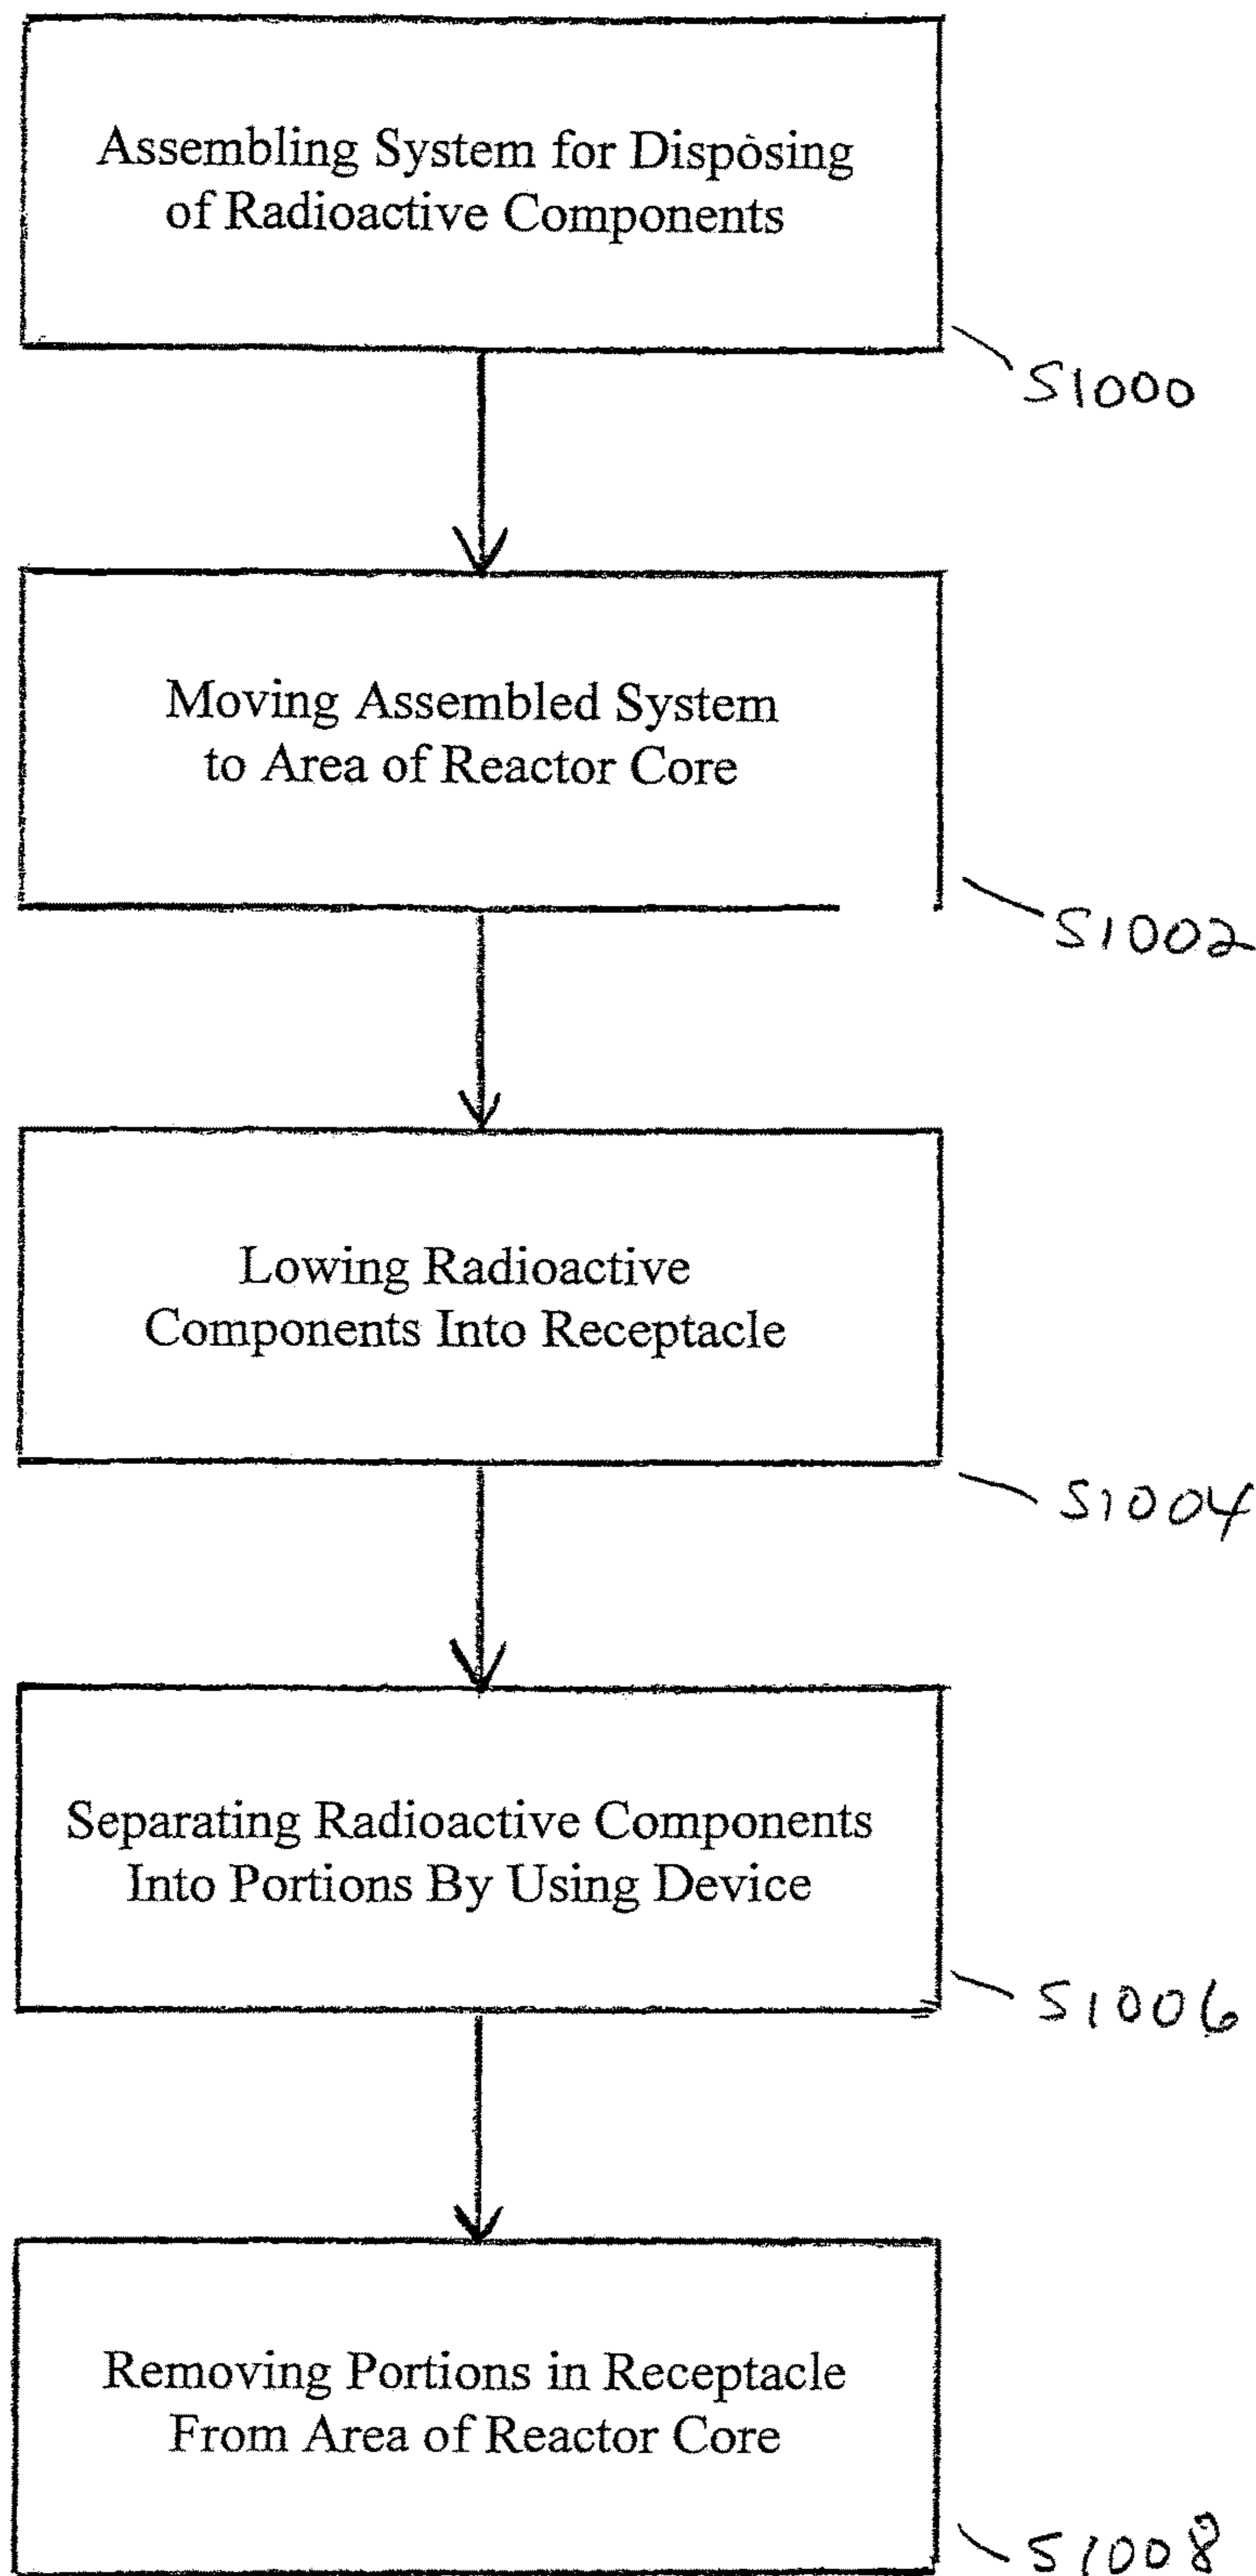 Assembling System for Disposing
of Radioactive Components
S1000
Moving Assembled System
to Area of Reactor Core
S1002
Lowing Radioactive
Components Into Receptacle
S1004
Separating Radioactive Components
Into Portions By Using Device
S1006
Removing Portions in Receptacle
From Area of Reactor Core
S1008